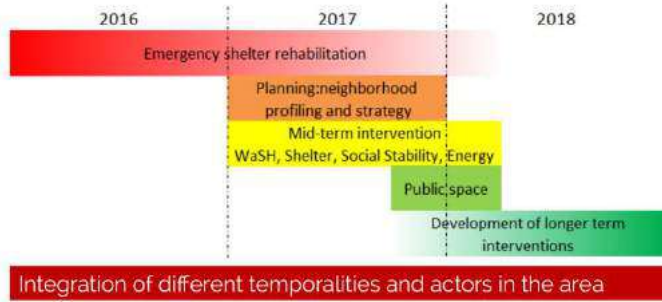 2016 2017 2018
Emergency shelter rehabilitation
Planning:neighborhood
profiling and strategy
Mid-term intervention
WaSH, Shelter, Social Stability, Energy
Public space
Development of longer term
interventions
Integration of different temporalities and actors in the area